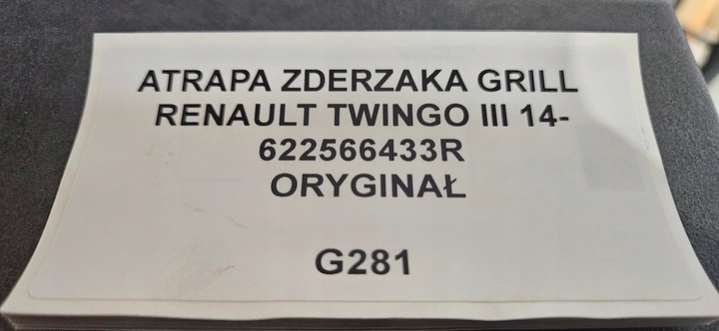 ATRAPA ZDERZAKA GRILL
RENAULT TWINGO III 14-
622566433R
ORYGINAŁ
G281